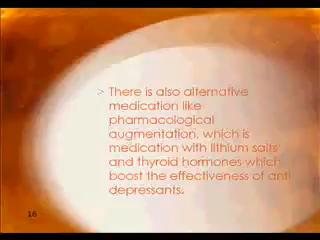 > There is also alternative
medication like
pharmacological
augmentation, which is
medication with lithium salts
and thyroid hormones which
boost the effectiveness of anti
depressants.
16